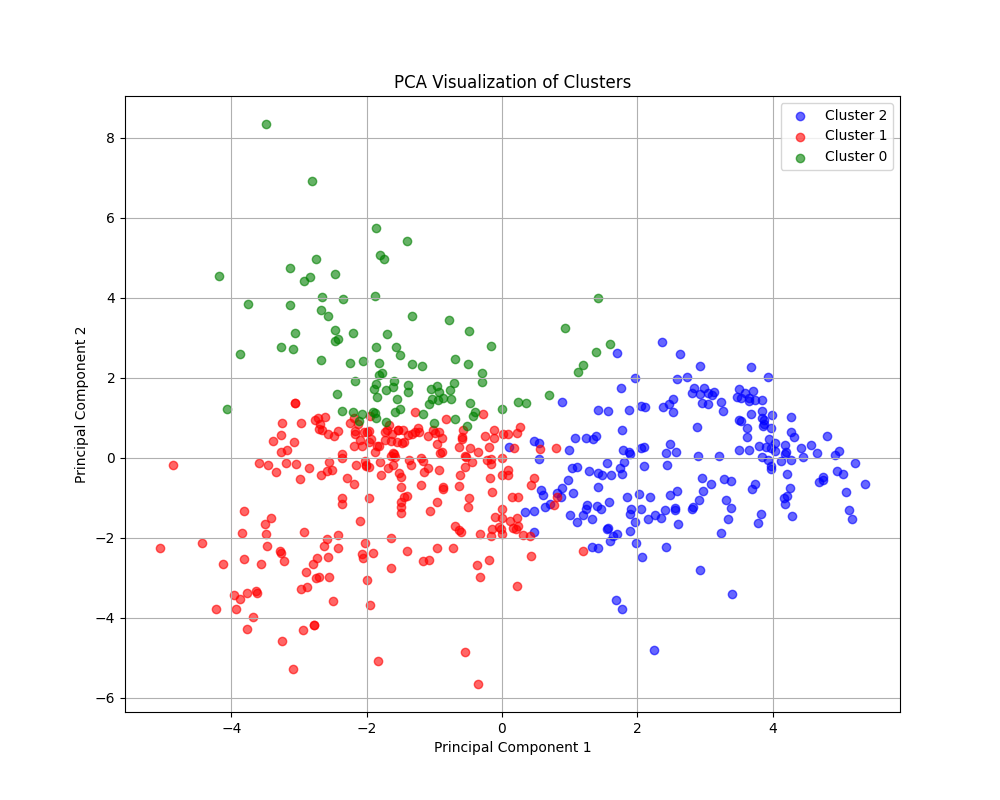 PCA Visualization of Clusters
Cluster 2
Cluster 1
Cluster 0
Principal Component 2
8
6
4
2
0
−2
−4
−6
−4
−2
0
2
4
Principal Component 1